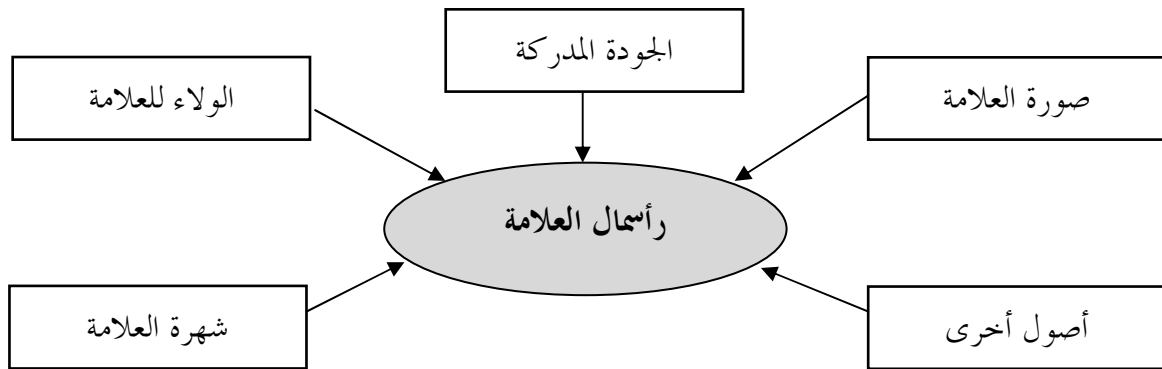 الجودة المدركة
صورة العلامة
الولاء للعلامة
رأسمال العلامة
أصول أخرى
شهرة العلامة